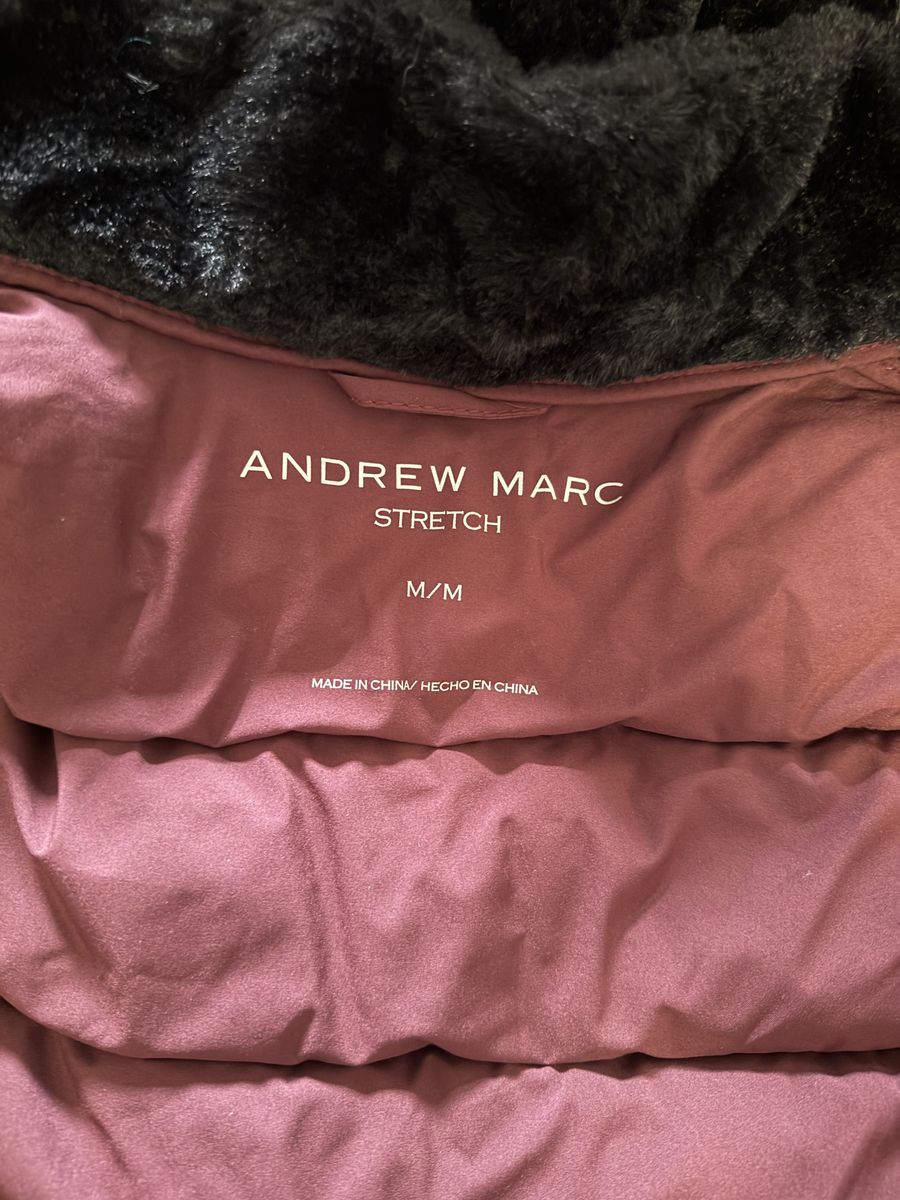 ANDREW MARC
STRETCH
M/M
MADE IN CHINA/ HECHO EN CHINA